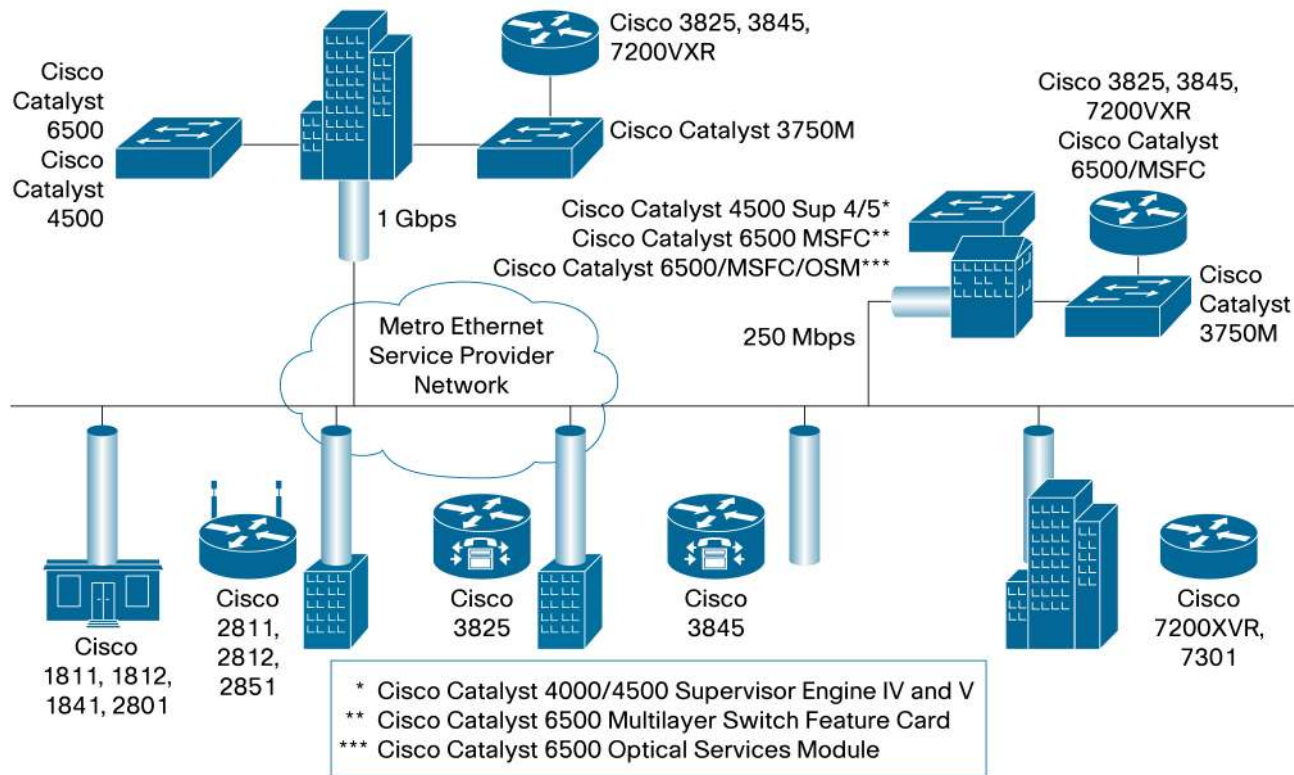 Cisco
Catalyst
6500
Cisco
Catalyst
4500
Cisco 3825, 3845,
7200VXR
Cisco Catalyst 3750M
1 Gbps
Cisco 3825, 3845,
7200VXR
Cisco Catalyst
6500/MSFC
Cisco Catalyst 4500 Sup 4/5*
Cisco Catalyst 6500 MSFC**
Cisco Catalyst 6500/MSFC/OSM***
Cisco
Catalyst
3750M
250 Mbps
Metro Ethernet
Service Provider
Network
Cisco
1811, 1812,
1841, 2801
Cisco
2811,
2812,
2851
Cisco
3825
Cisco
3845
Cisco
7200XVR,
7301
* Cisco Catalyst 4000/4500 Supervisor Engine IV and V
** Cisco Catalyst 6500 Multilayer Switch Feature Card
*** Cisco Catalyst 6500 Optical Services Module